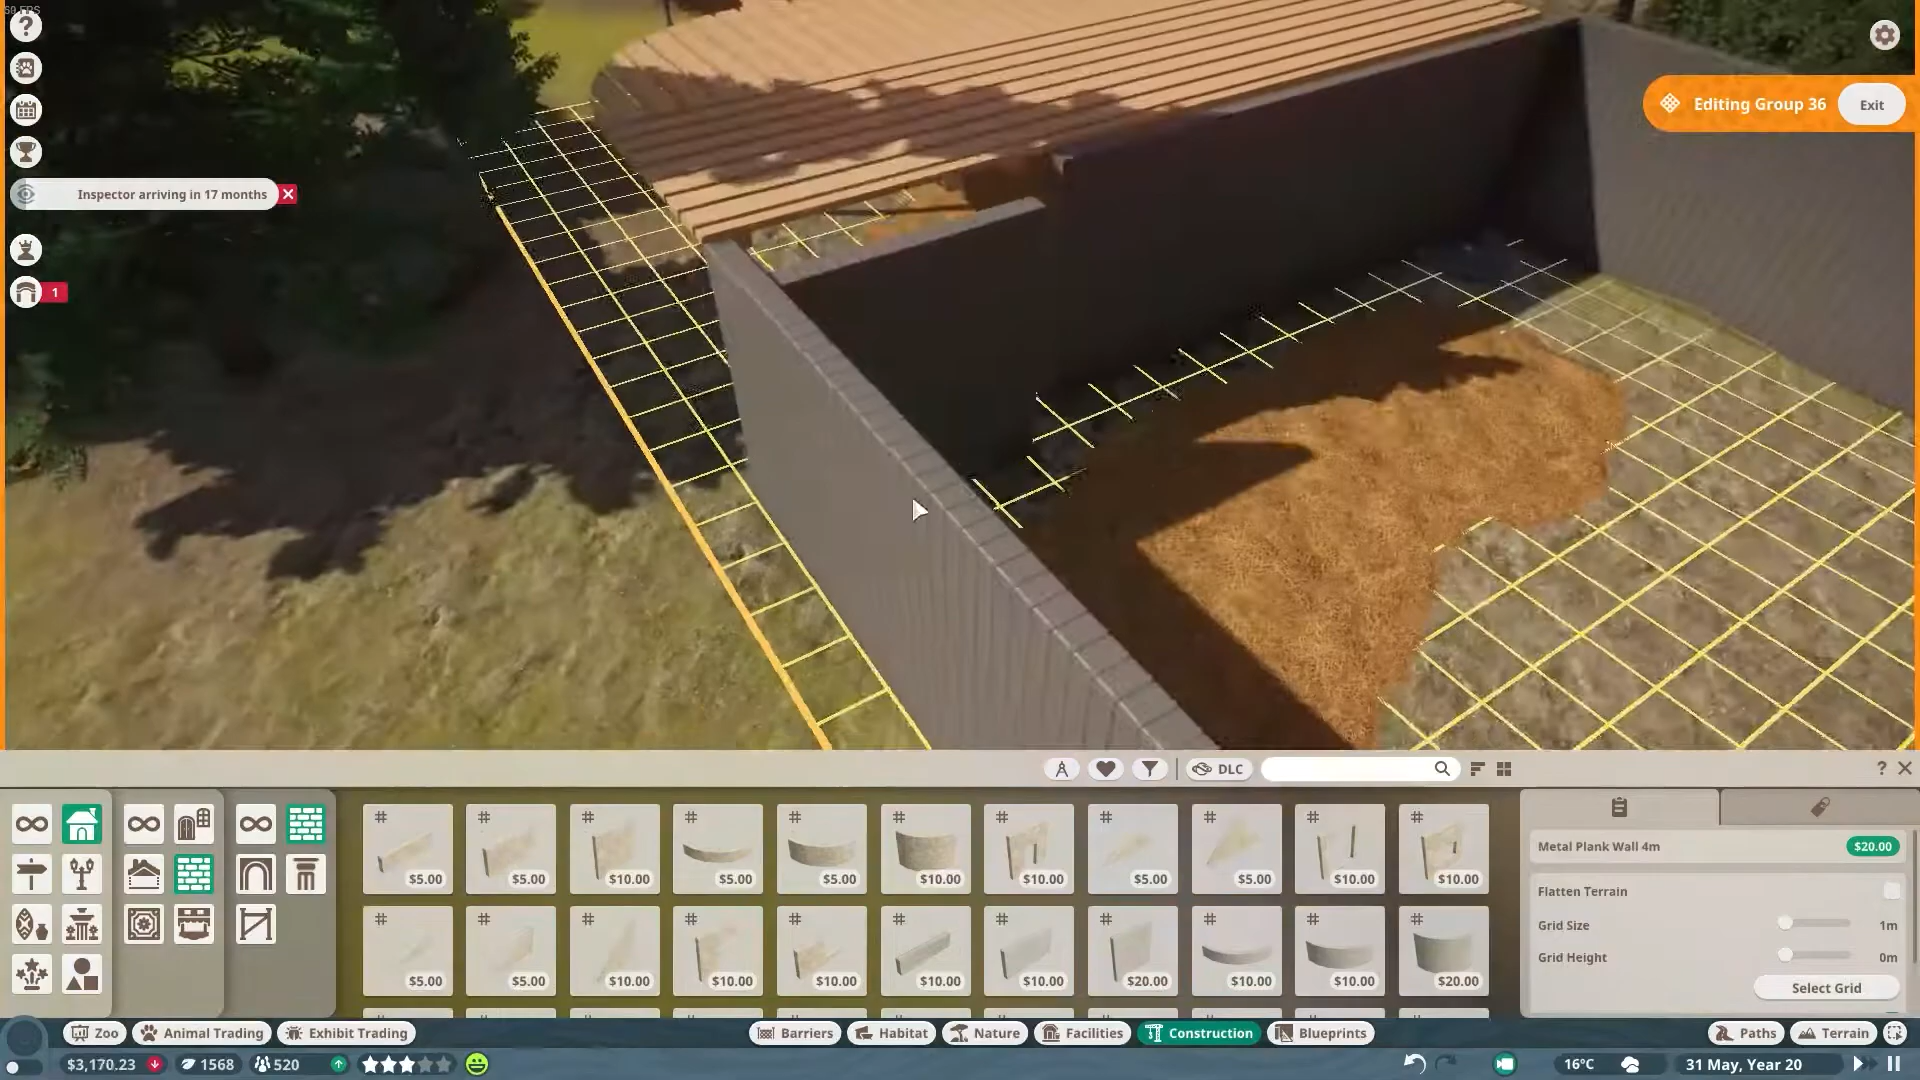 50 FPS
?
Editing Group 36 Exit
Inspector arriving in 17 months
1
DLC
?
Metal Plank Wall 4m $20.00
Flatten Terrain
Grid Size 1m
Grid Height 0m
Select Grid
# $5.00 # $5.00 # $10.00 # $5.00 # $5.00 # $10.00 # $10.00 # $5.00 # $5.00 # $10.00 # $10.00
# $5.00 # $5.00 # $10.00 # $10.00 # $10.00 # $10.00 # $10.00 # $20.00 # $10.00 # $10.00 # $20.00
Zoo Animal Trading Exhibit Trading Barriers Habitat Nature Facilities Construction Blueprints Paths Terrain
$3,170.23 1568 520 16°C 31 May, Year 20